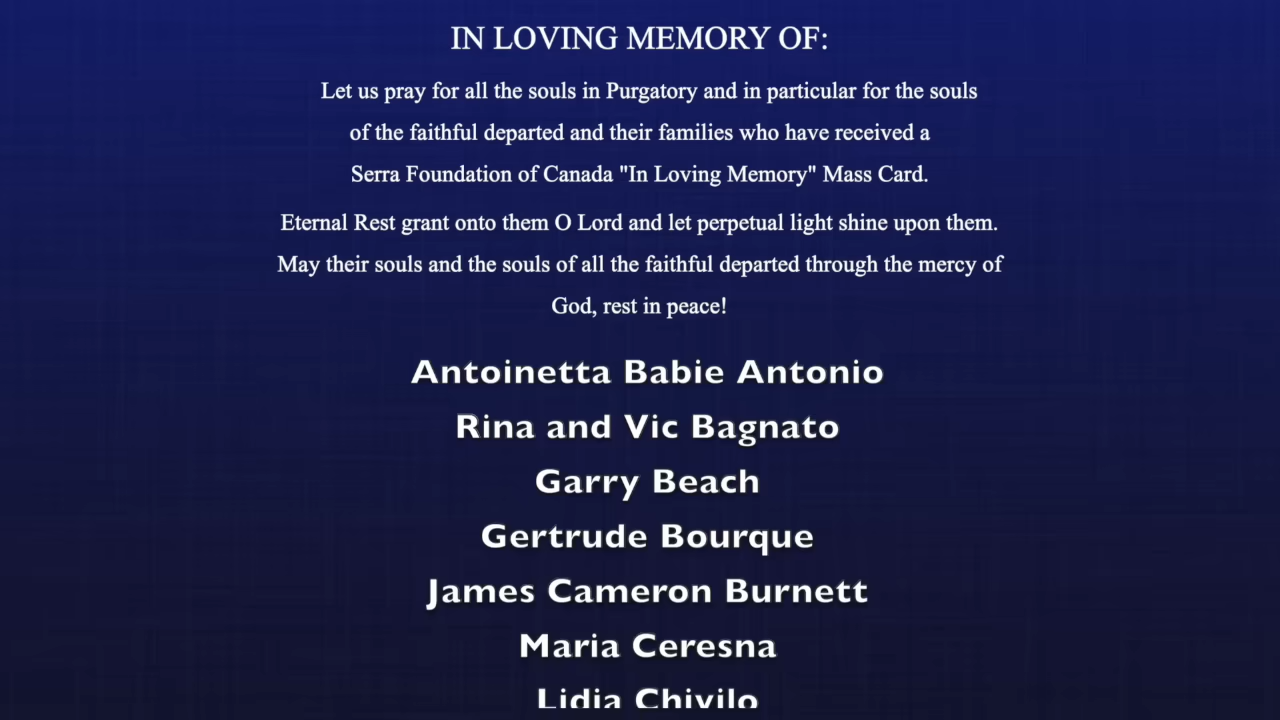 IN LOVING MEMORY OF:
Let us pray for all the souls in Purgatory and in particular for the souls
of the faithful departed and their families who have received a
Serra Foundation of Canada "In Loving Memory" Mass Card.
Eternal Rest grant onto them O Lord and let perpetual light shine upon them.
May their souls and the souls of all the faithful departed through the mercy of
God, rest in peace!
Antoinetta Babie Antonio
Rina and Vic Bagnato
Garry Beach
Gertrude Bourque
James Cameron Burnett
Maria Ceresna
Lidia Chivilo